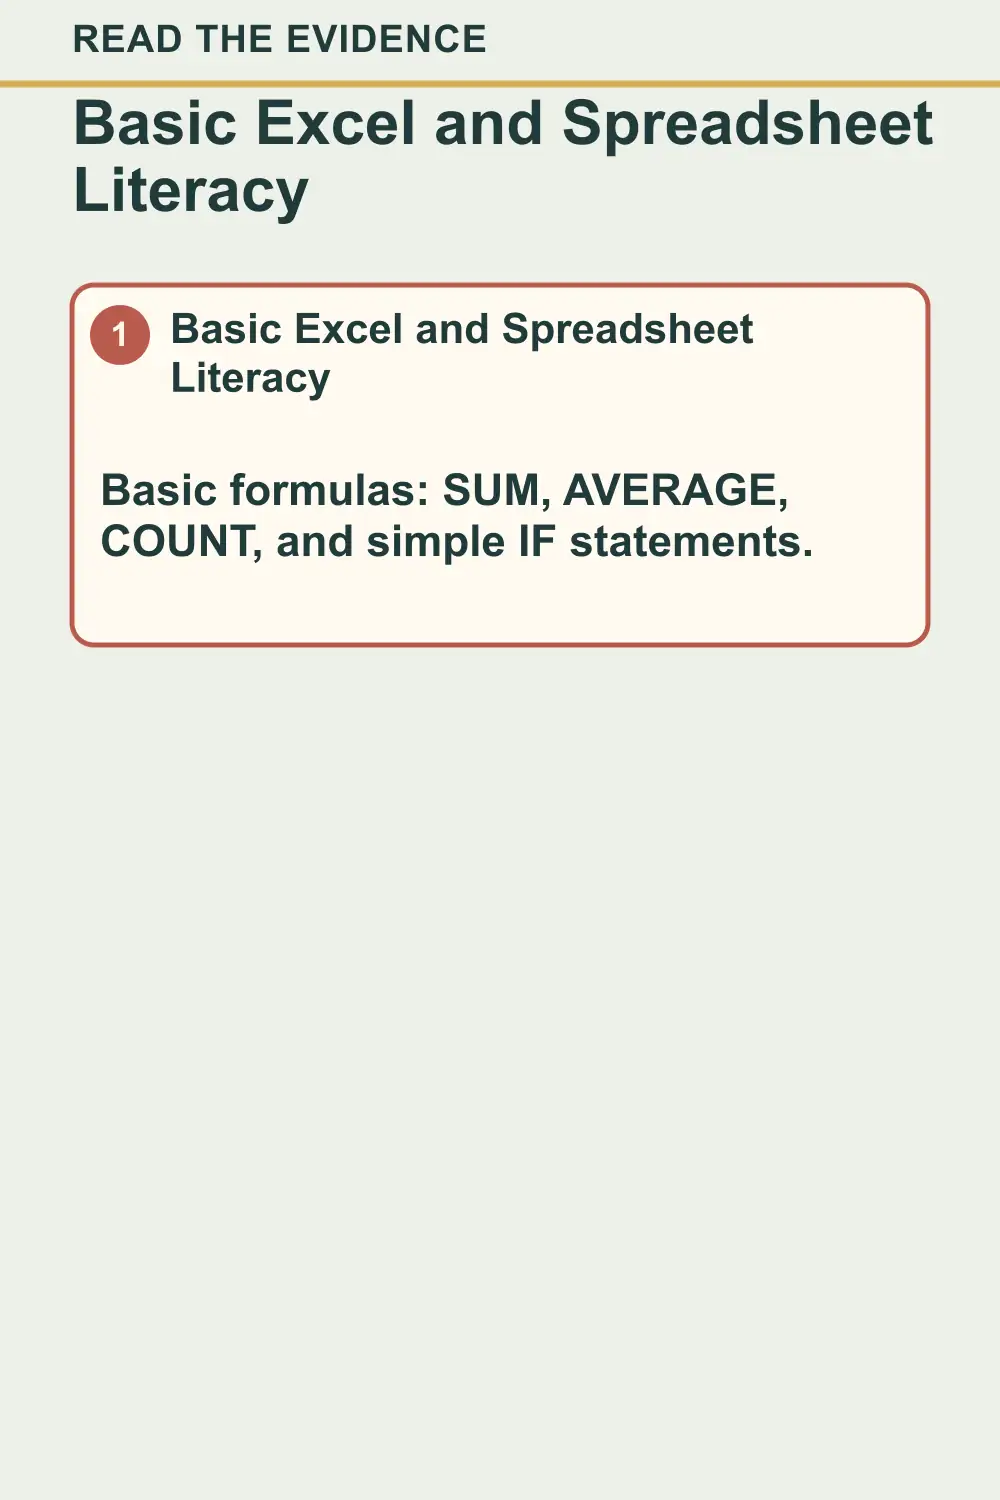 READ THE EVIDENCE
Basic Excel and Spreadsheet
Literacy
1
Basic Excel and Spreadsheet
Literacy
Basic formulas: SUM, AVERAGE,
COUNT, and simple IF statements.